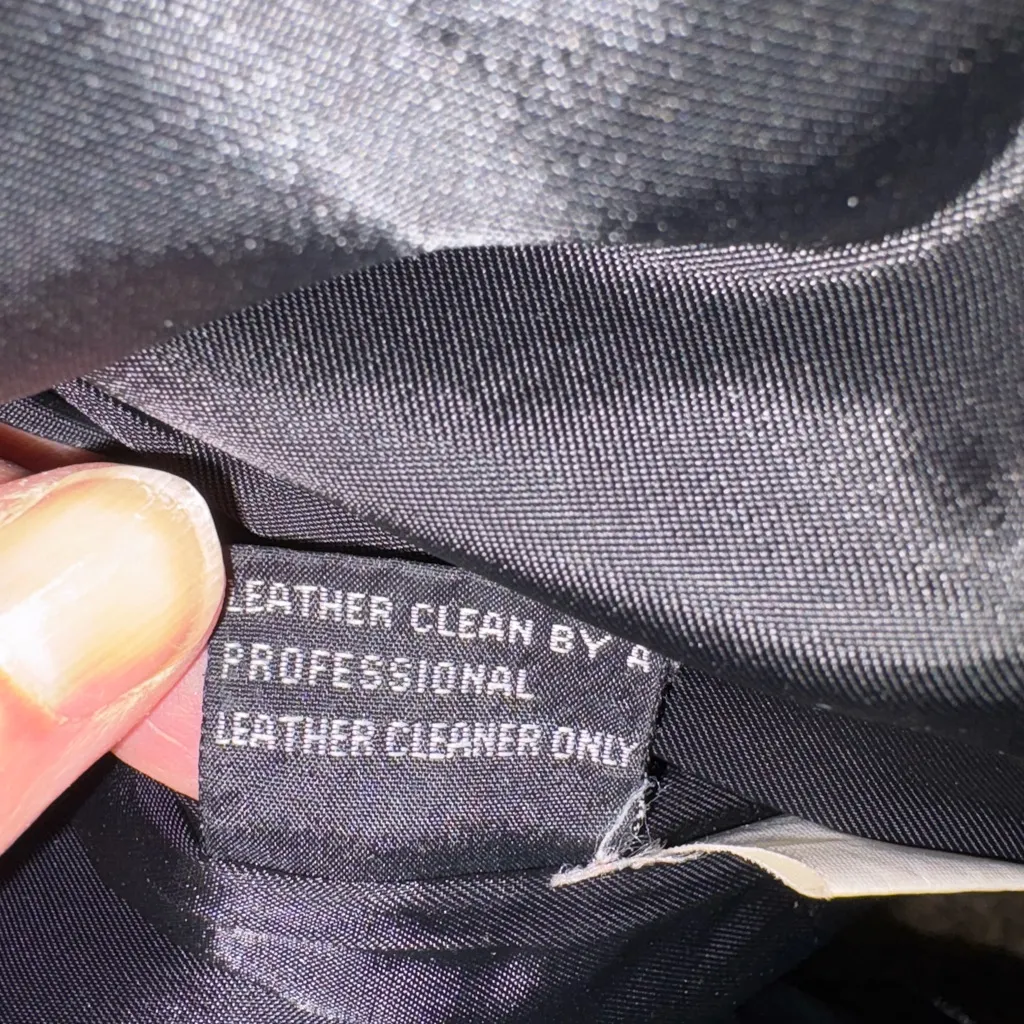 LEATHER CLEAN BY A
PROFESSIONAL
LEATHER CLEANER ONLY